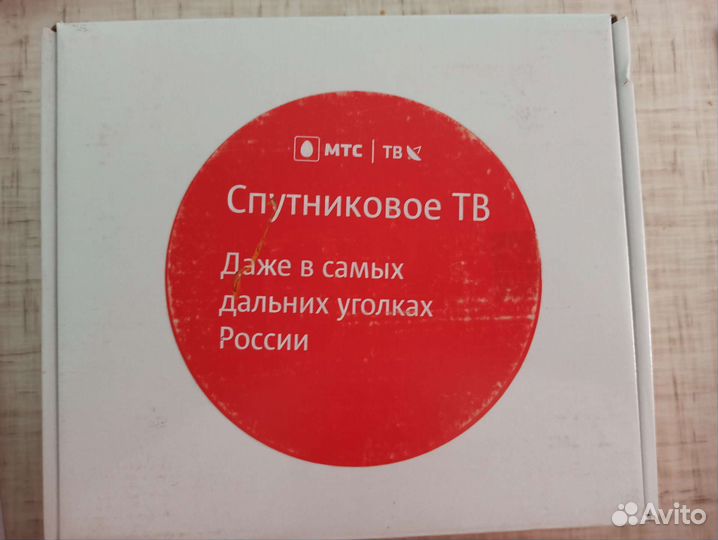 МТС | ТВ
Спутниковое ТВ
Даже в самых
дальних уголках
России
Avito